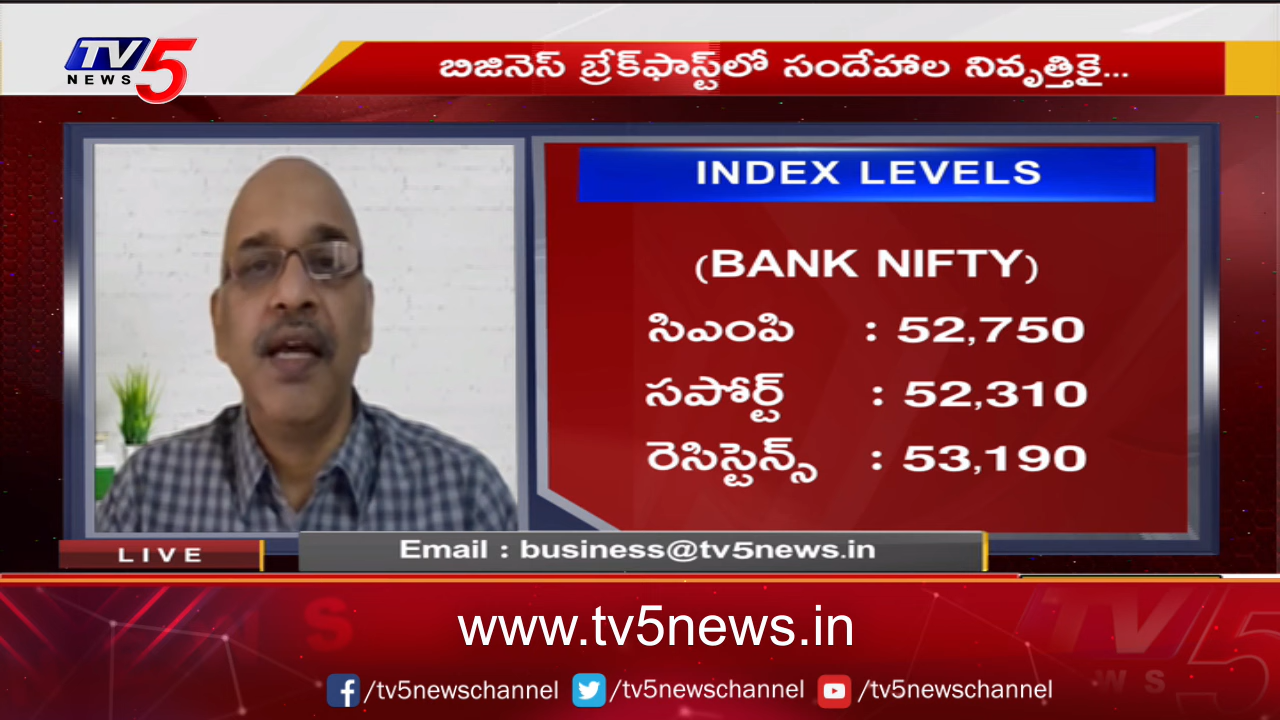 TV5
NEWS
బిజినెస్ బ్రేక్‌ఫాస్ట్‌లో సందేహాల నివృత్తికై...
INDEX LEVELS
(BANK NIFTY)
సిఎంపి : 52,750
సపోర్ట్ : 52,310
రెసిస్టెన్స్ : 53,190
LIVE
Email : business@tv5news.in
www.tv5news.in
/tv5newschannel /tv5newschannel /tv5newschannel